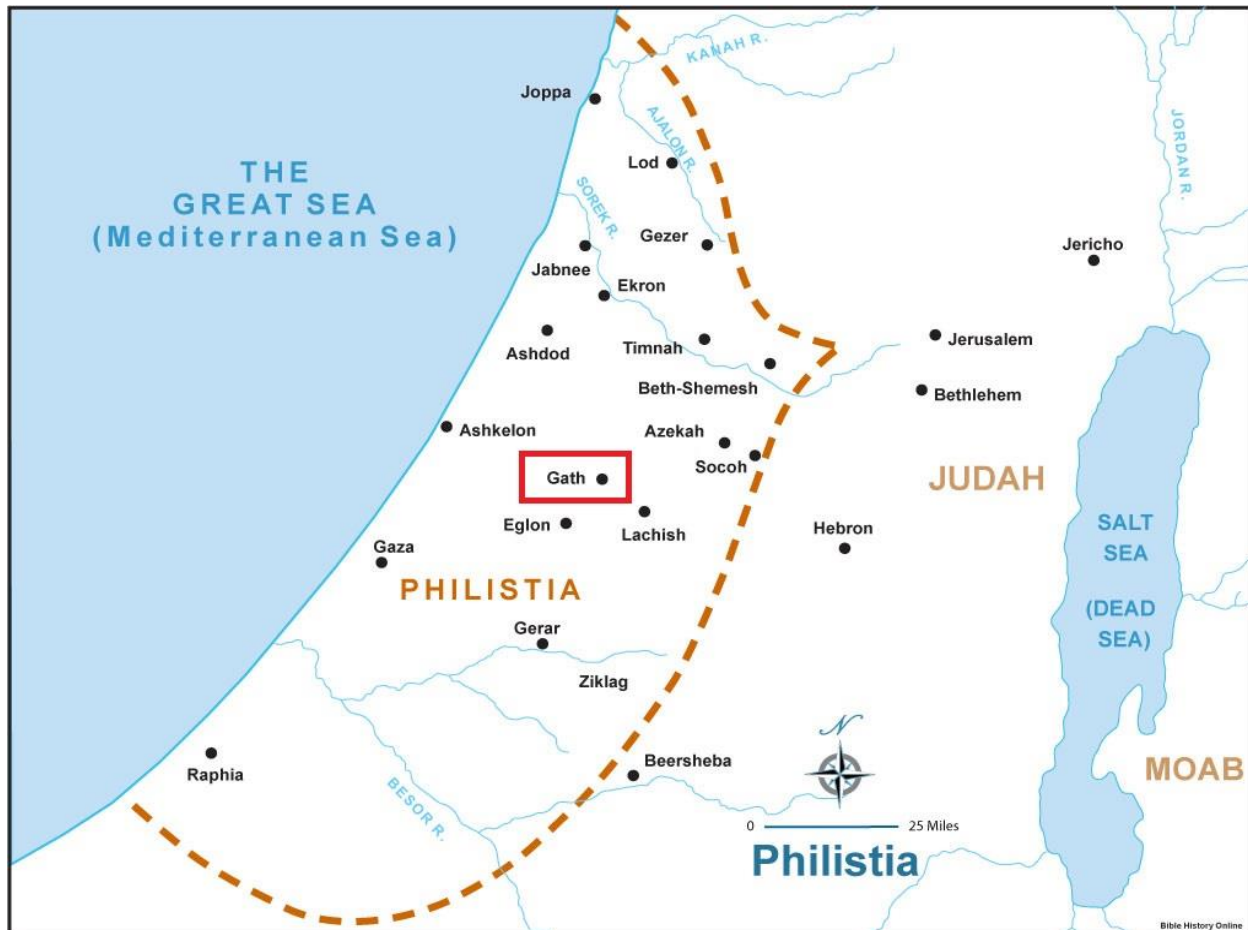 KANAH R.
Joppa
AJALON R.
JORDAN R.
THE
GREAT SEA
(Mediterranean Sea)
Lod
SOREK R.
Gezer
Jericho
Jabnee
Ekron
Ashdod
Timnah
Jerusalem
Beth-Shemesh
Bethlehem
Ashkelon
Azekah
Socoh
Gath
JUDAH
Eglon
Lachish
Hebron
SALT
SEA
(DEAD
SEA)
Gaza
PHILISTIA
Gerar
Ziklag
N
Raphia
Beersheba
MOAB
BESOR R.
0 25 Miles
Philistia
Bible History Online